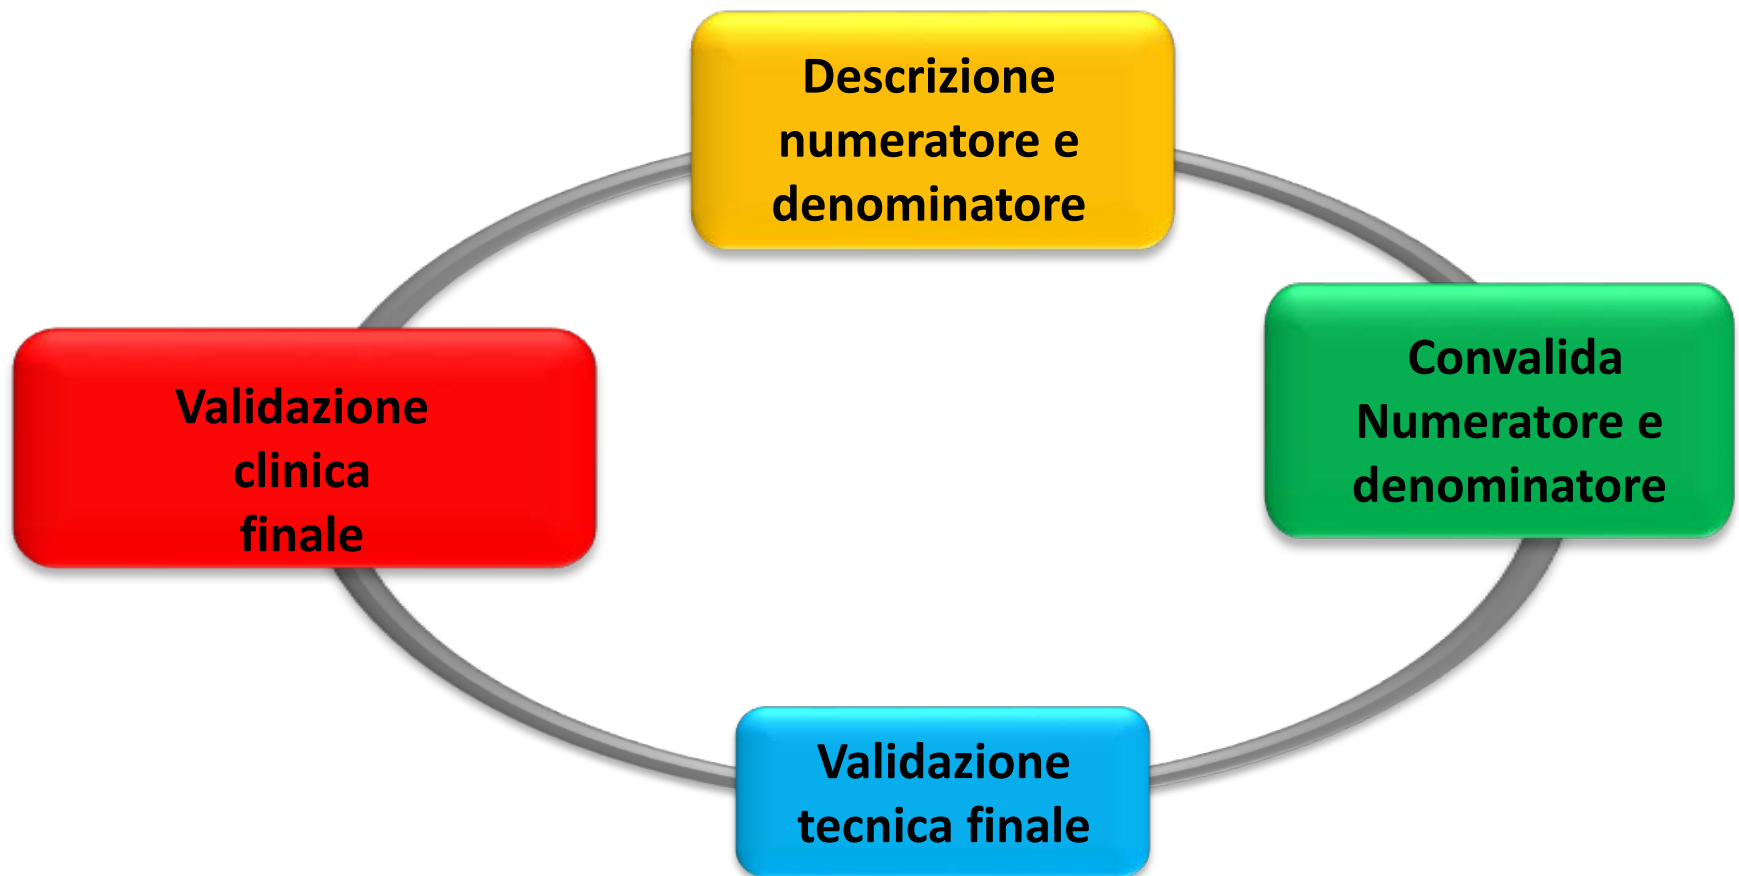 Descrizione
numeratore e
denominatore
Convalida
Numeratore e
denominatore
Validazione
clinica
finale
Validazione
tecnica finale